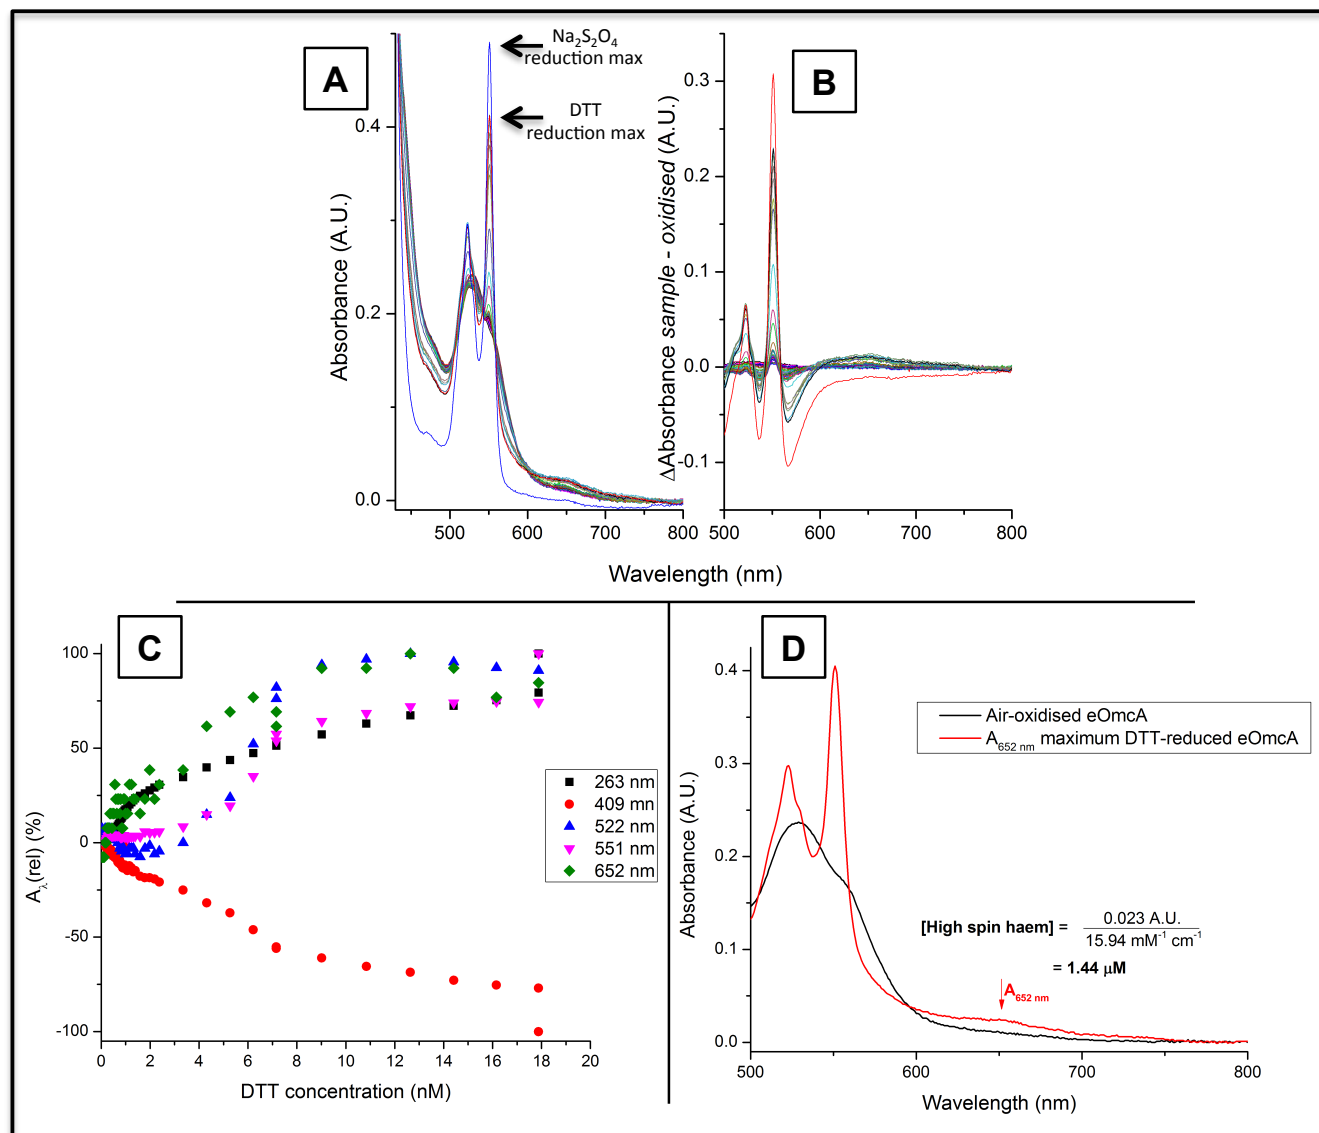 A
Na₂S₂O₄
reduction max
DTT
reduction max
0.4
0.2
0.0
Absorbance (A.U.)
500 600 700 800
B
0.3
0.2
0.1
0.0
-0.1
ΔAbsorbance sample - oxidised (A.U.)
500 600 700 800
Wavelength (nm)
C
100
50
0
-50
-100
Aλ(rel) (%)
263 nm
409 mn
522 nm
551 nm
652 nm
0 2 4 6 8 10 12 14 16 18 20
DTT concentration (nM)
D
0.4
0.3
0.2
0.1
0.0
Absorbance (A.U.)
Air-oxidised eOmcA
A652 nm maximum DTT-reduced eOmcA
[High spin haem] = 0.023 A.U.
15.94 mM⁻¹ cm⁻¹
= 1.44 μM
A652 nm
500 600 700 800
Wavelength (nm)